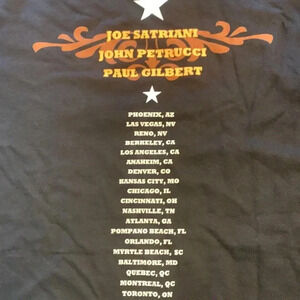 JOE SATRIANI
JOHN PETRUCCI
PAUL GILBERT
PHOENIX, AZ
LAS VEGAS, NV
RENO, NV
BERKELEY, CA
LOS ANGELES, CA
ANAHEIM, CA
DENVER, CO
KANSAS CITY, MO
CHICAGO, IL
CINCINNATI, OH
NASHVILLE, TN
ATLANTA, GA
POMPANO BEACH, FL
ORLANDO, FL
MYRTLE BEACH, SC
BALTIMORE, MD
QUEBEC, QC
MONTREAL, QC
TORONTO, ON